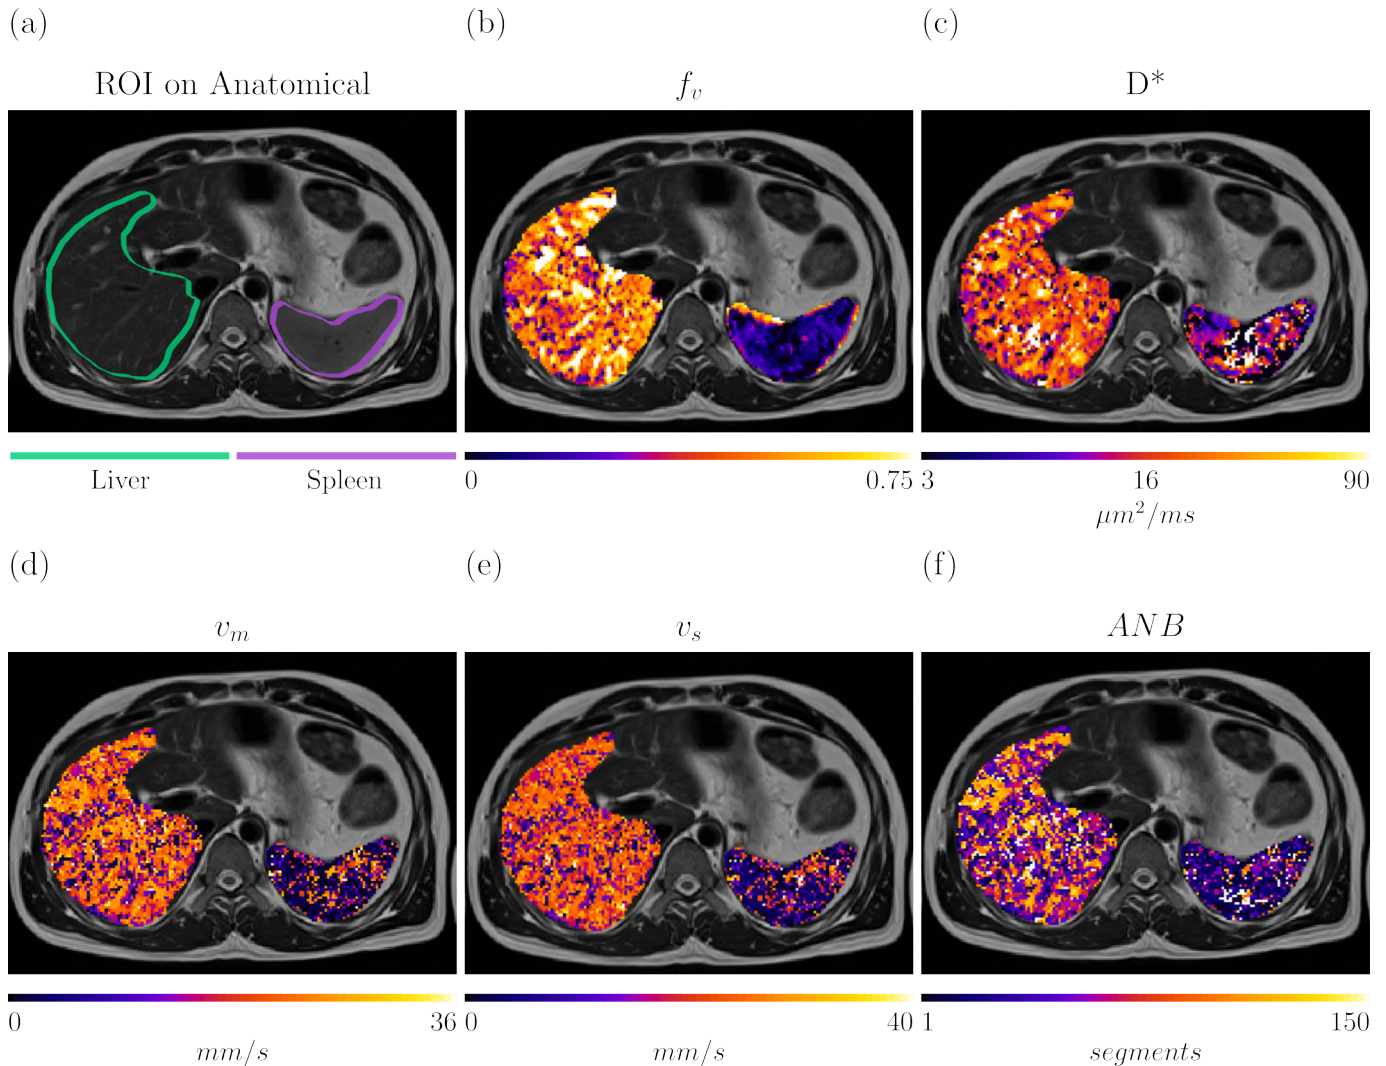 (a)
(b)
(c)
ROI on Anatomical
f_v
D*
Liver
Spleen
0
0.75
3
16
90
μm²/ms
(d)
(e)
(f)
v_m
v_s
ANB
0
36
0
40
1
150
mm/s
mm/s
segments